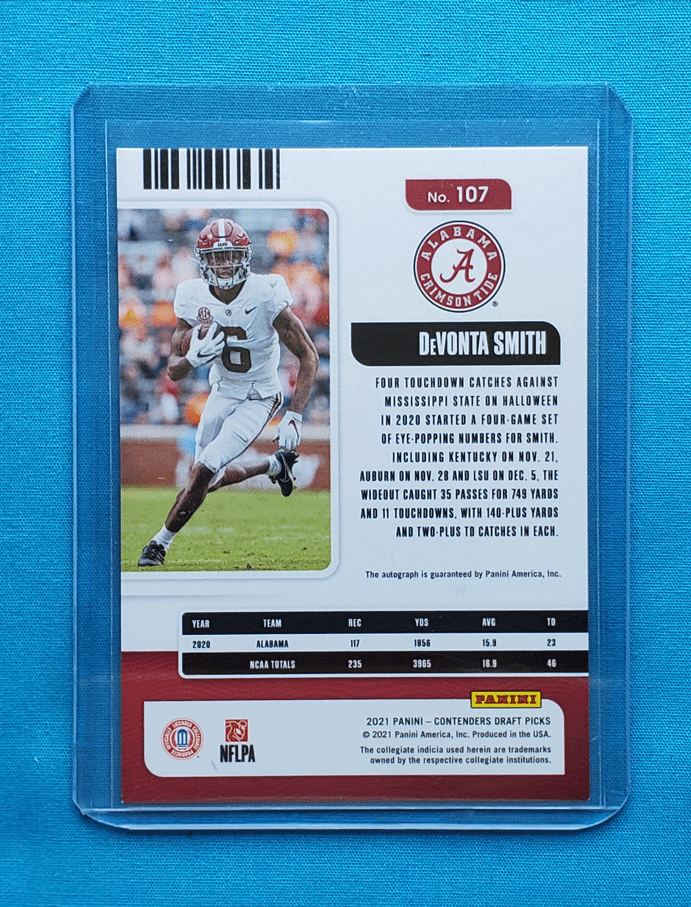 No. 107
ALABAMA
A
CRIMSON TIDE
®
DeVONTA SMITH
6
FOUR TOUCHDOWN CATCHES AGAINST
MISSISSIPPI STATE ON HALLOWEEN
IN 2020 STARTED A FOUR-GAME SET
OF EYE-POPPING NUMBERS FOR SMITH.
INCLUDING KENTUCKY ON NOV. 21,
AUBURN ON NOV. 28 AND LSU ON DEC. 5, THE
WIDEOUT CAUGHT 35 PASSES FOR 749 YARDS
AND 11 TOUCHDOWNS, WITH 140-PLUS YARDS
AND TWO-PLUS TD CATCHES IN EACH.
The autograph is guaranteed by Panini America, Inc.
YEAR TEAM REC YDS AVG TD
2020 ALABAMA 117 1856 15.9 23
NCAA TOTALS 235 3965 16.9 46
PANINI
2021 PANINI – CONTENDERS DRAFT PICKS
© 2021 Panini America, Inc. Produced in the USA.
The collegiate indicia used herein are trademarks
owned by the respective collegiate institutions.
NFLPA